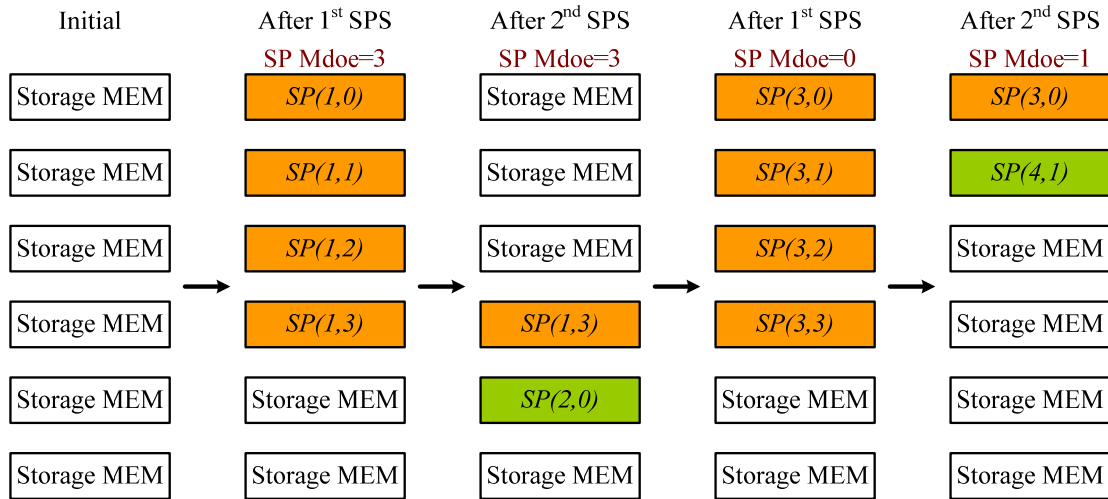 Initial After 1st SPS After 2nd SPS After 1st SPS After 2nd SPS
SP Mdoe=3 SP Mdoe=3 SP Mdoe=0 SP Mdoe=1
Storage MEM SP(1,0) Storage MEM SP(3,0) SP(3,0)
Storage MEM SP(1,1) Storage MEM SP(3,1) SP(4,1)
Storage MEM SP(1,2) Storage MEM SP(3,2) Storage MEM
Storage MEM SP(1,3) SP(1,3) SP(3,3) Storage MEM
Storage MEM Storage MEM SP(2,0) Storage MEM Storage MEM
Storage MEM Storage MEM Storage MEM Storage MEM Storage MEM